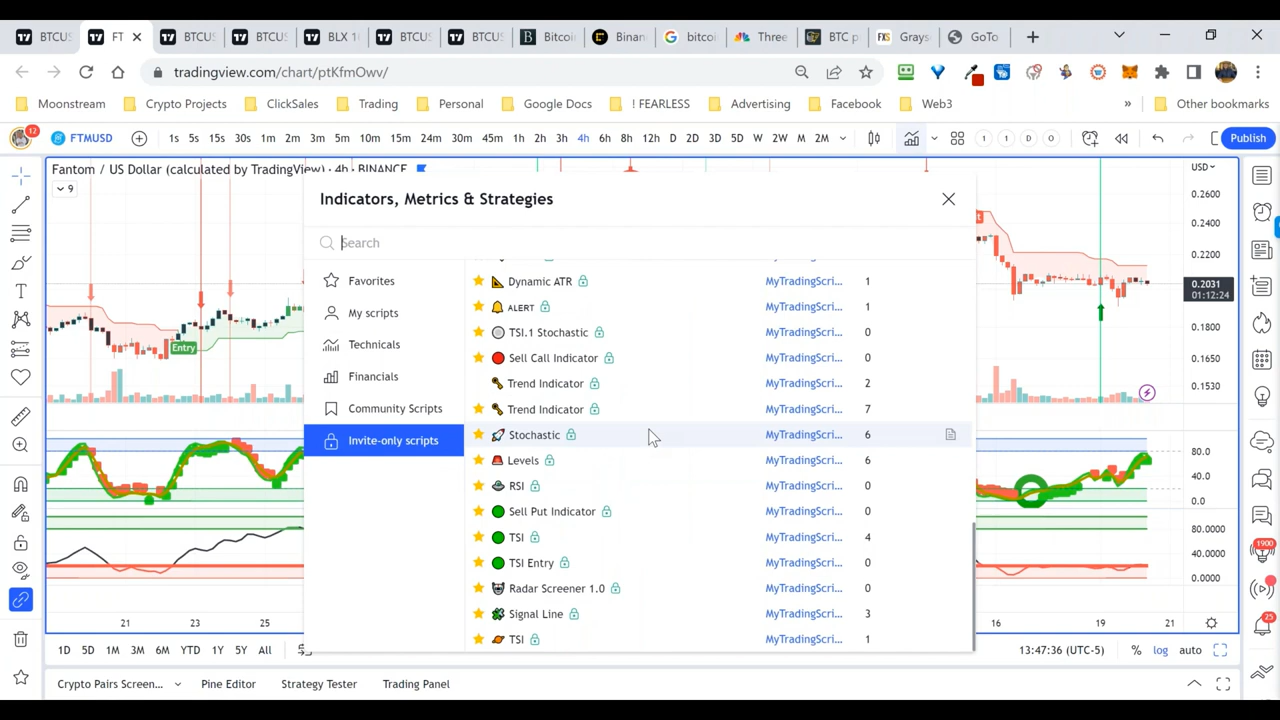 BTCUS
FT
BTCUS
BTCUS
BLX 1
BTCUS
BTCUS
Bitcoi
Binan
bitcoi
Three
BTC p
FXS
Grays
GoTo
tradingview.com/chart/ptKfmOwv/
Moonstream
Crypto Projects
ClickSales
Trading
Personal
Google Docs
! FEARLESS
Advertising
Facebook
Web3
»
Other bookmarks
12
FTMUSD
1s 5s 15s 30s 1m 2m 3m 5m 10m 15m 24m 30m 45m 1h 2h 3h 4h 6h 8h 12h D 2D 3D 5D W 2W M 2M
1
1
D
O
Publish
Fantom / US Dollar (calculated by TradingView) · 4h · BINANCE
9
USD
Indicators, Metrics & Strategies
Search
Favorites
My scripts
Technicals
Financials
Community Scripts
Invite-only scripts
Dynamic ATR MyTradingScri... 1
ALERT MyTradingScri... 1
TSI.1 Stochastic MyTradingScri... 0
Sell Call Indicator MyTradingScri... 0
Trend Indicator MyTradingScri... 2
Trend Indicator MyTradingScri... 7
Stochastic MyTradingScri... 6
Levels MyTradingScri... 6
RSI MyTradingScri... 0
Sell Put Indicator MyTradingScri... 0
TSI MyTradingScri... 4
TSI Entry MyTradingScri... 0
Radar Screener 1.0 MyTradingScri... 0
Signal Line MyTradingScri... 3
TSI MyTradingScri... 1
Entry
0.2600
0.2400
0.2200
0.2031
01:12:24
0.1800
0.1650
0.1530
80.0
40.0
0.0
80.0000
40.0000
0.0000
1900
25
21
23
25
16
19
21
1D 5D 1M 3M 6M YTD 1Y 5Y All
13:47:36 (UTC-5)
%
log
auto
Crypto Pairs Screen...
Pine Editor
Strategy Tester
Trading Panel